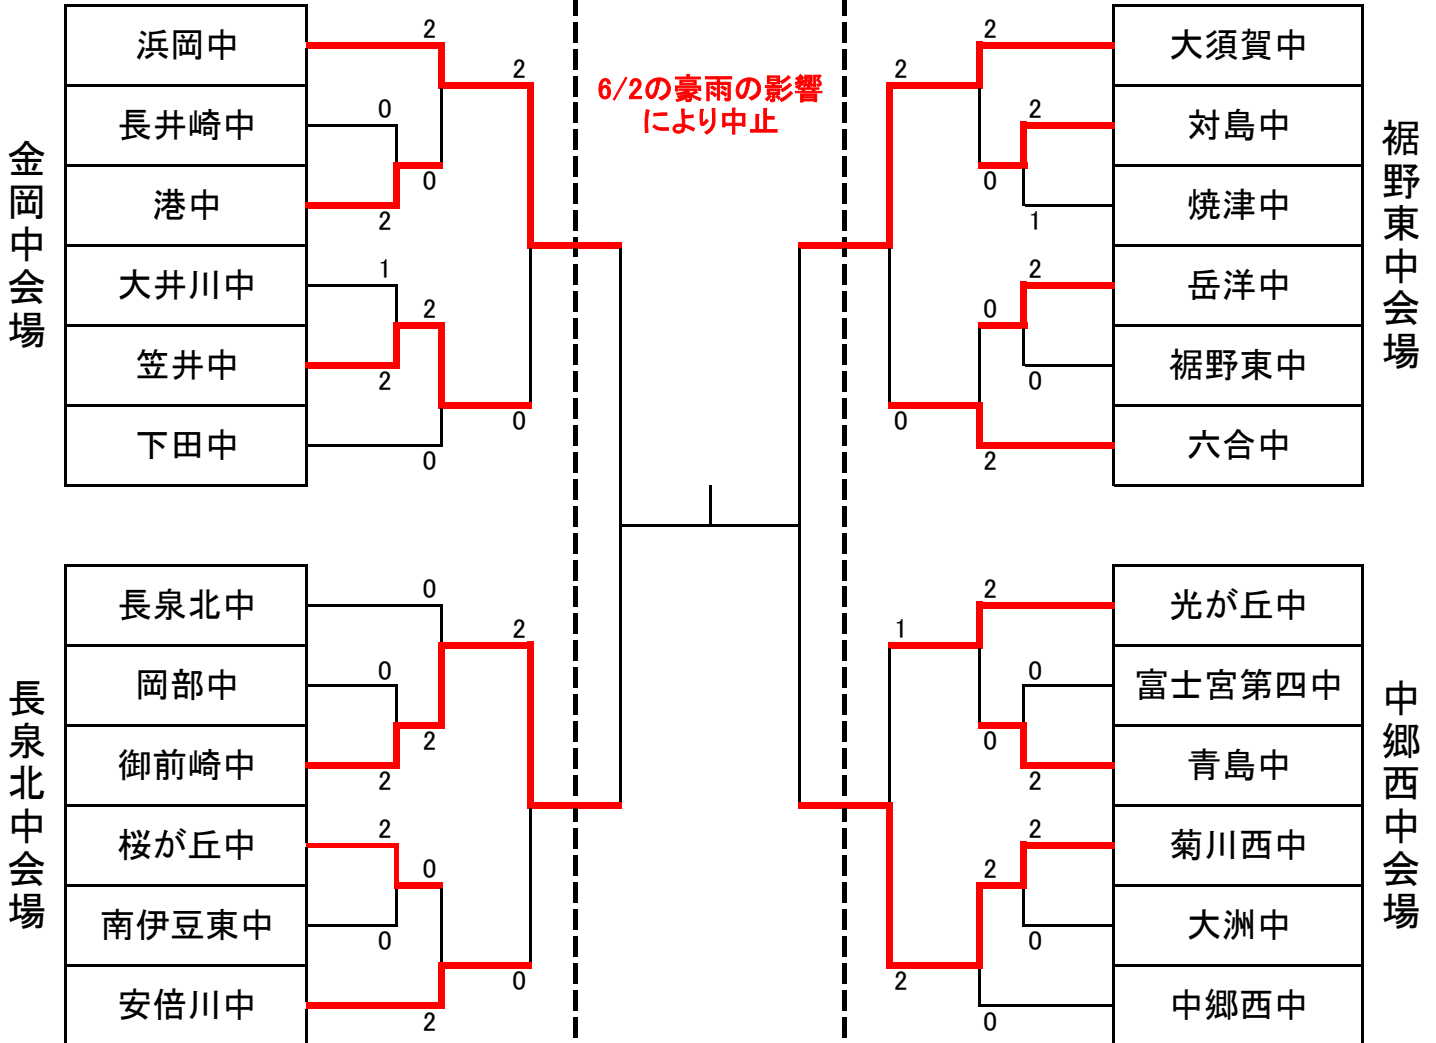 金岡中会場
浜岡中
2
長井崎中
0
港中
2
0
2
大井川中
1
笠井中
2
2
下田中
0
0
6/2の豪雨の影響
により中止
裾野東中会場
大須賀中
2
対島中
2
焼津中
1
0
2
岳洋中
2
裾野東中
0
0
六合中
2
0
長泉北中会場
長泉北中
0
岡部中
0
御前崎中
2
2
2
桜が丘中
2
南伊豆東中
0
0
安倍川中
2
0
中郷西中会場
光が丘中
2
富士宮第四中
0
青島中
2
0
1
菊川西中
2
大洲中
0
2
中郷西中
0
2